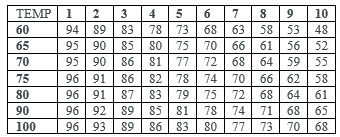 TEMP 1 2 3 4 5 6 7 8 9 10
60 94 89 83 78 73 68 63 58 53 48
65 95 90 85 80 75 70 66 61 56 52
70 95 90 86 81 77 72 68 64 59 55
75 96 91 86 82 78 74 70 66 62 58
80 96 91 87 83 79 75 72 68 64 61
90 96 92 89 85 81 78 74 71 68 65
100 96 93 89 86 83 80 77 73 70 68